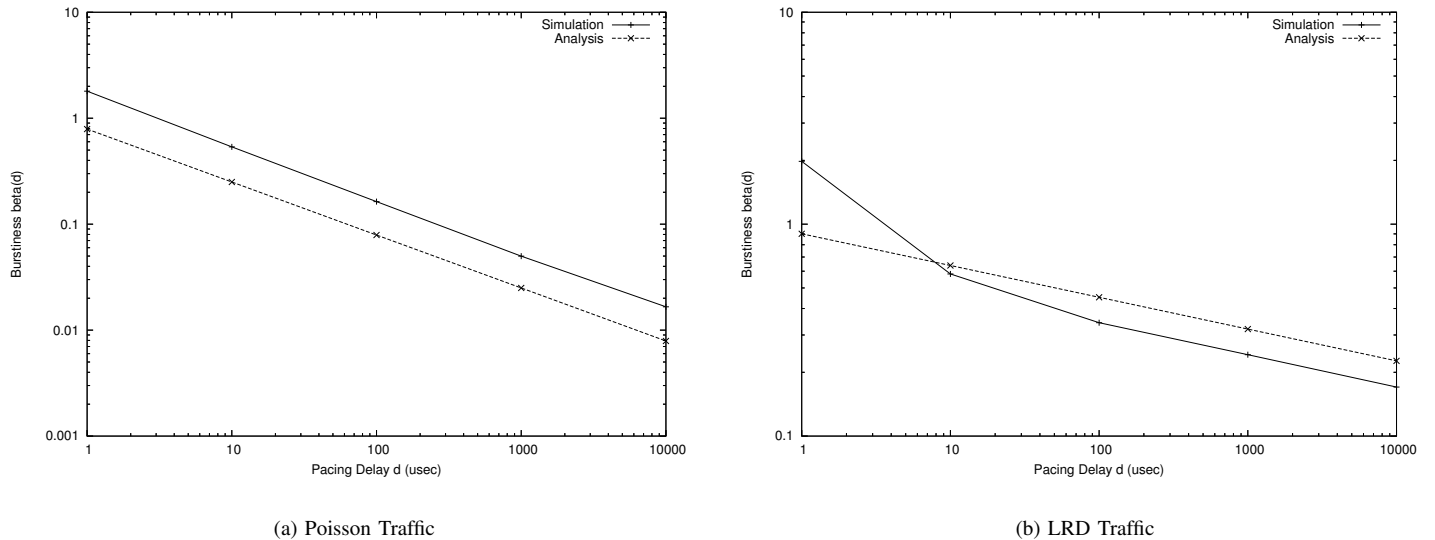 10
1
0.1
0.01
0.001
1
10
100
1000
10000
Burstiness beta(d)
Pacing Delay d (usec)
Simulation
Analysis
(a) Poisson Traffic
10
1
0.1
1
10
100
1000
10000
Burstiness beta(d)
Pacing Delay d (usec)
Simulation
Analysis
(b) LRD Traffic